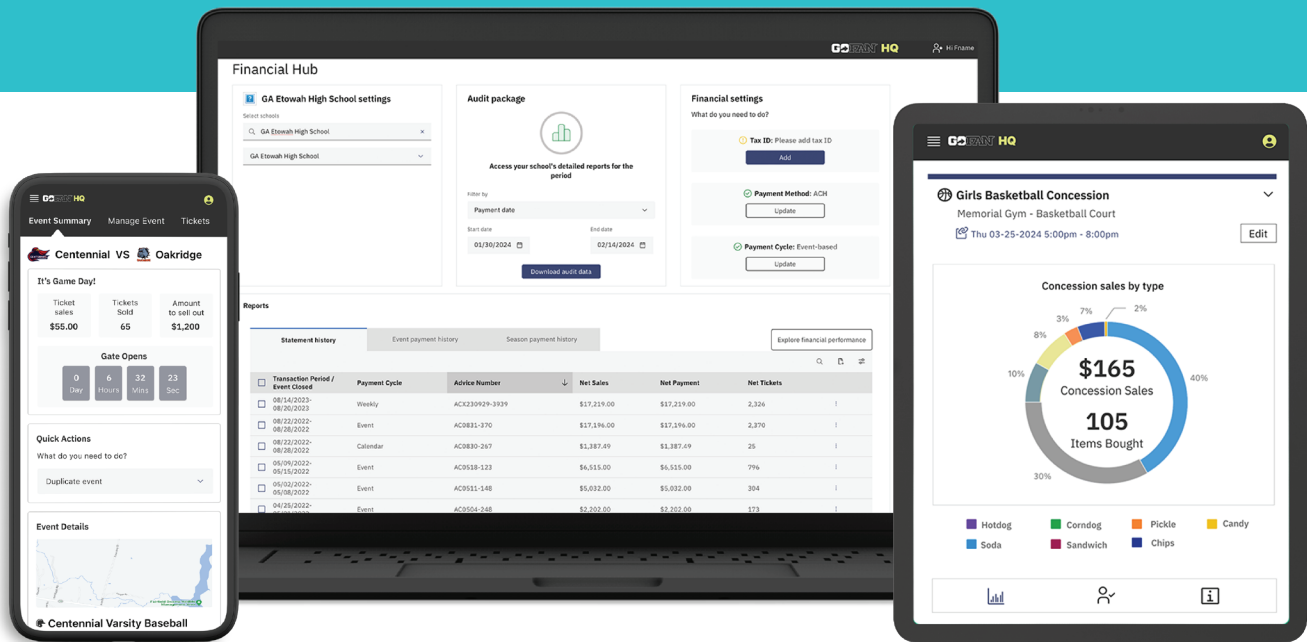 GOFAN HQ
Hi Fname
Financial Hub
GA Etowah High School settings
Select schools
GA Etowah High School
GA Etowah High School
Audit package
Access your school's detailed reports for the
period
Filter by
Payment date
Start date
End date
01/30/2024
02/14/2024
Download audit data
Financial settings
What do you need to do?
Tax ID: Please add tax ID
Add
Payment Method: ACH
Update
Payment Cycle: Event-based
Update
Reports
Statement history
Event payment history
Season payment history
Explore financial performance
Transaction Period /
Event Closed
Payment Cycle
Advice Number
Net Sales
Net Payment
Net Tickets
08/14/2023-
08/20/2023
Weekly
ACX230929-3939
$17,219.00
$17,219.00
2,326
08/22/2022-
08/28/2022
Event
AC0831-370
$17,196.00
$17,196.00
2,370
08/22/2022-
08/28/2022
Calendar
AC0830-267
$1,387.49
$1,387.49
25
05/09/2022-
05/15/2022
Event
AC0518-123
$6,515.00
$6,515.00
796
05/02/2022-
05/08/2022
Event
AC0511-148
$5,032.00
$5,032.00
304
04/25/2022-
Event
AC0504-248
$2,202.00
$2,202.00
173
GOFAN HQ
Event Summary
Manage Event
Tickets
Centennial VS Oakridge
It's Game Day!
Ticket
sales
$55.00
Tickets
Sold
65
Amount
to sell out
$1,200
Gate Opens
0
Day
6
Hours
32
Mins
23
Sec
Quick Actions
What do you need to do?
Duplicate event
Event Details
Centennial Varsity Baseball
GOFAN HQ
Girls Basketball Concession
Memorial Gym - Basketball Court
Thu 03-25-2024 5:00pm - 8:00pm
Edit
Concession sales by type
2%
7%
3%
8%
10%
30%
40%
$165
Concession Sales
105
Items Bought
Hotdog
Corndog
Pickle
Candy
Soda
Sandwich
Chips